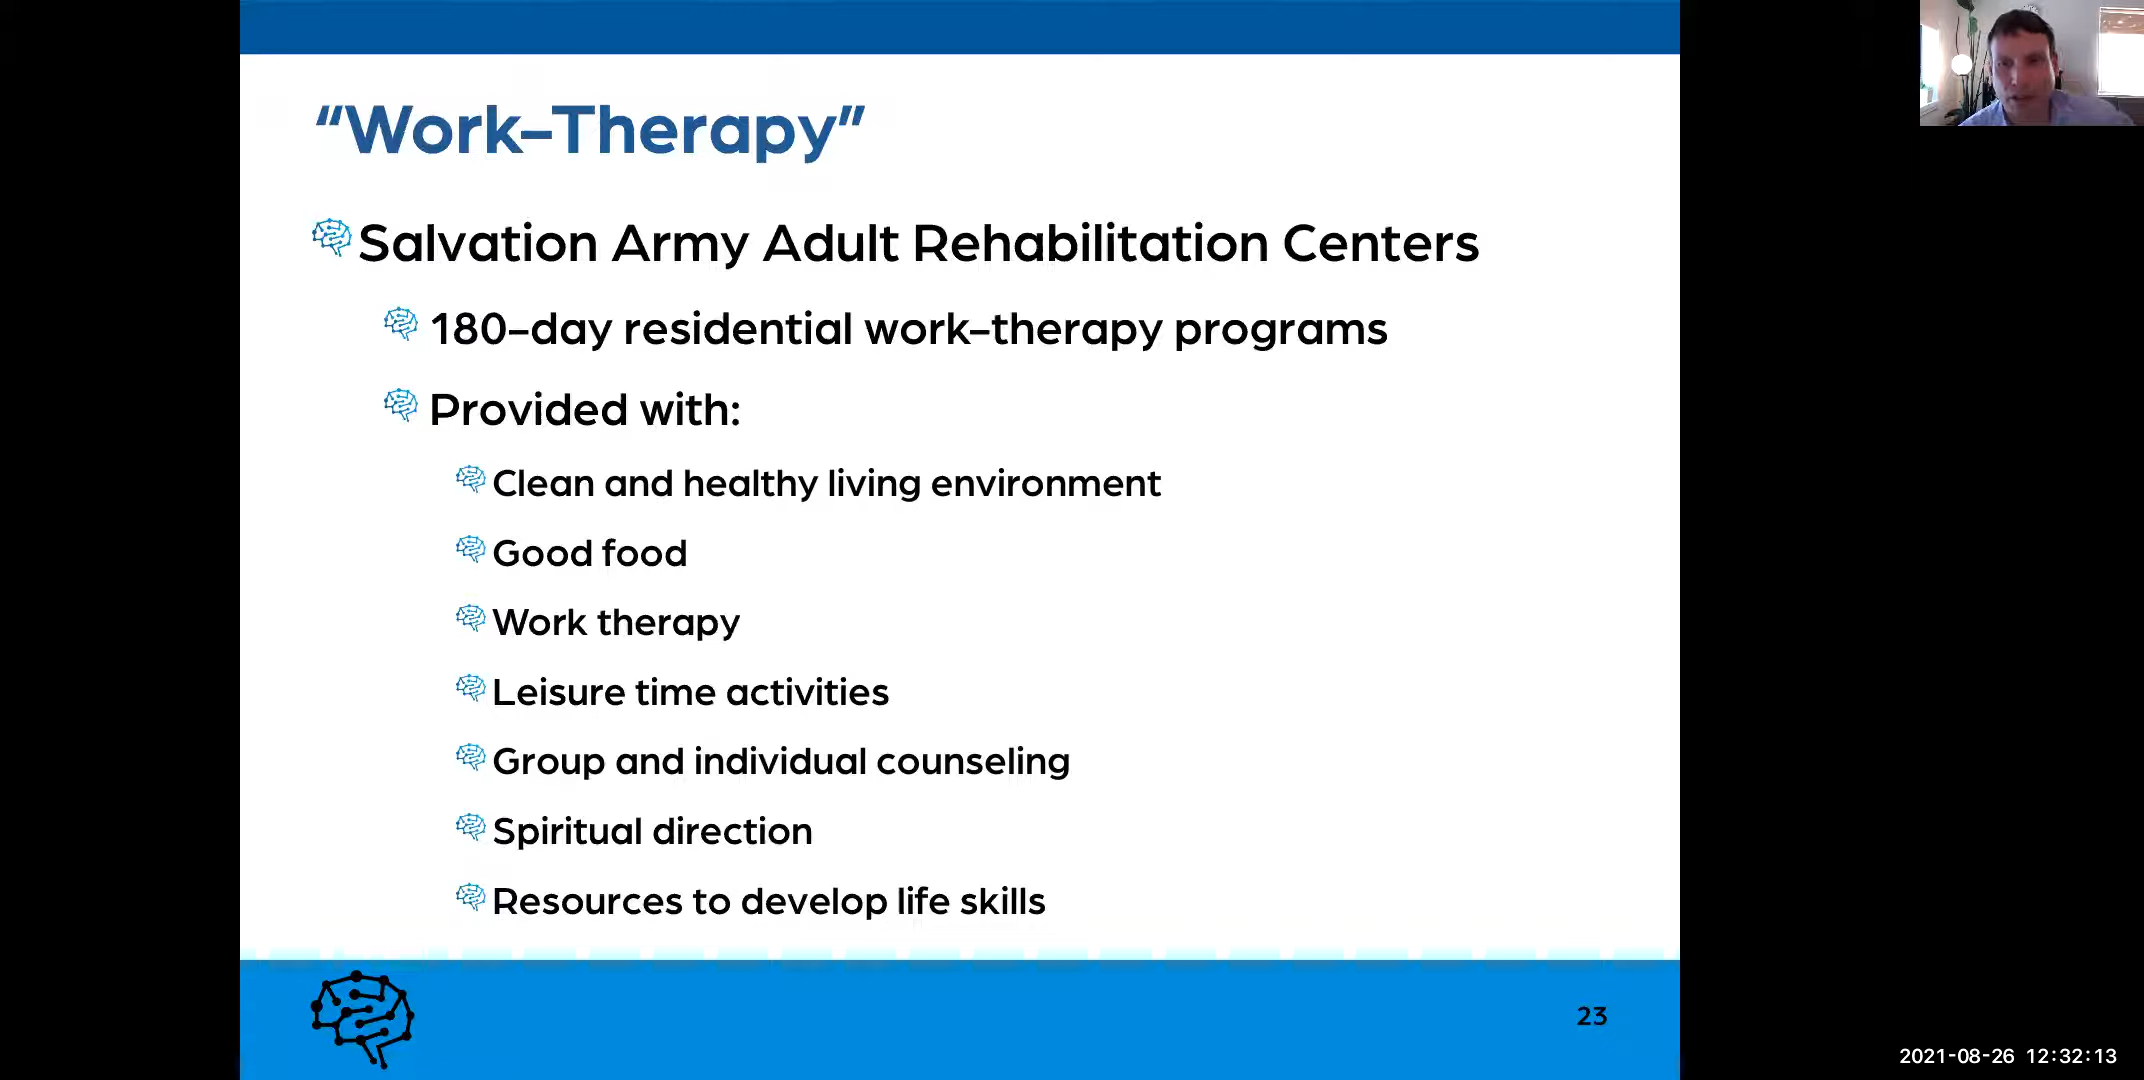 “Work-Therapy”
Salvation Army Adult Rehabilitation Centers
180-day residential work-therapy programs
Provided with:
Clean and healthy living environment
Good food
Work therapy
Leisure time activities
Group and individual counseling
Spiritual direction
Resources to develop life skills
23
2021-08-26 12:32:13